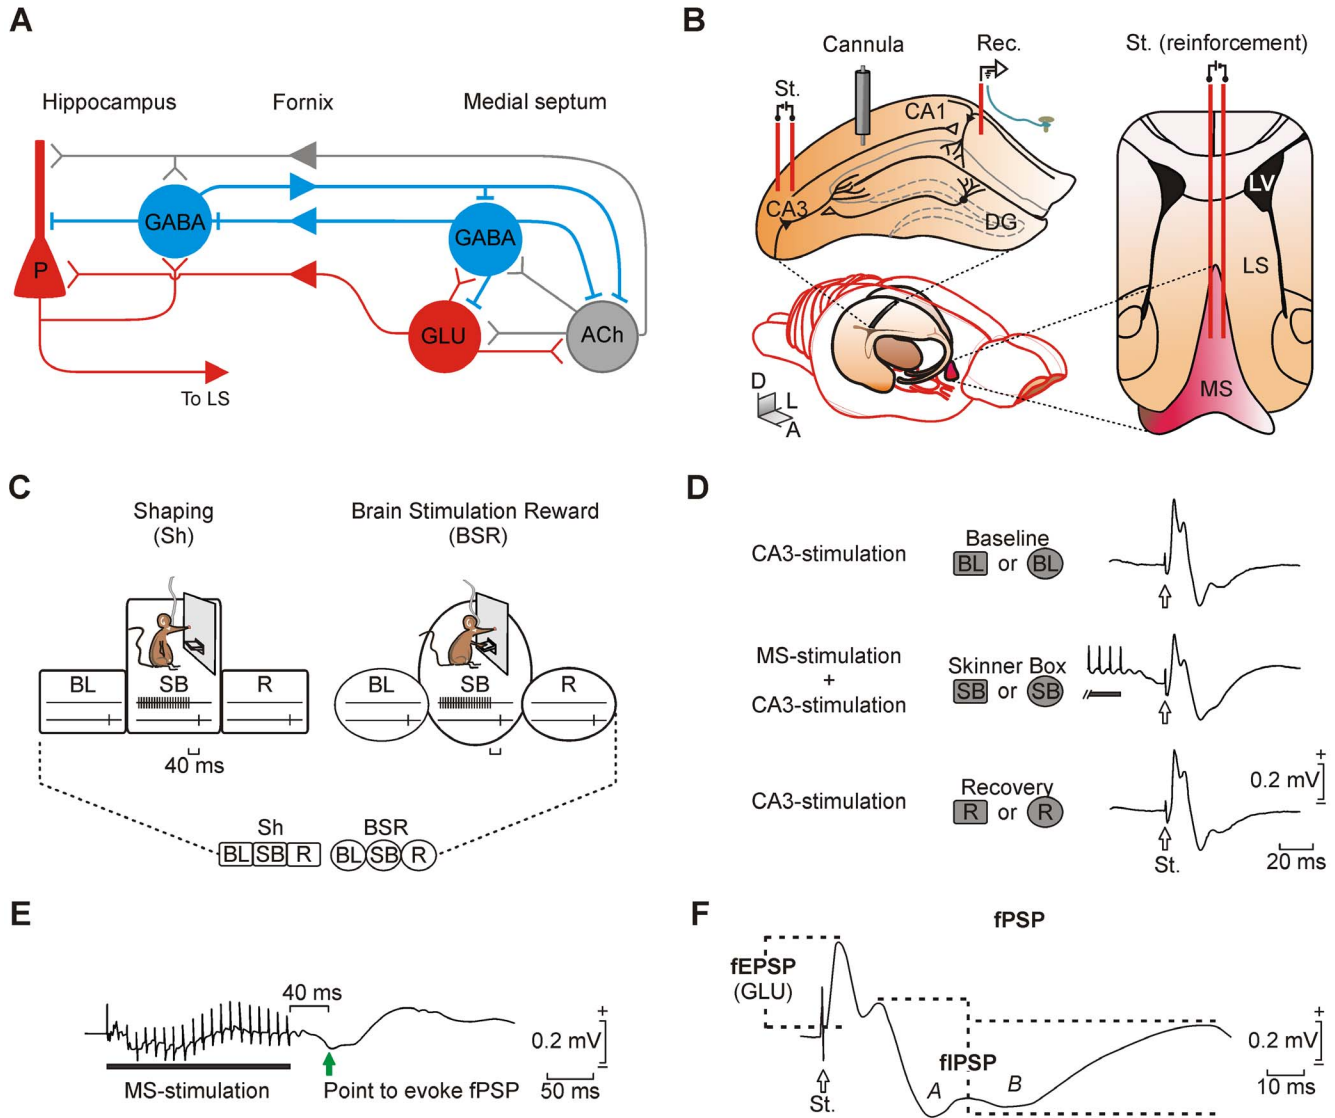 A
Hippocampus
Fornix
Medial septum
GABA
GABA
P
GLU
ACh
To LS
B
Cannula
Rec.
St. (reinforcement)
St.
CA1
CA3
DG
LV
LS
MS
D
L
A
C
Shaping
(Sh)
Brain Stimulation Reward
(BSR)
BL
SB
R
BL
SB
R
40 ms
Sh
BSR
BL SB R
BL SB R
D
CA3-stimulation
Baseline
BL or BL
MS-stimulation
+
CA3-stimulation
Skinner Box
SB or SB
CA3-stimulation
Recovery
R or R
+
0.2 mV
–
St.
20 ms
E
40 ms
+
0.2 mV
–
MS-stimulation
Point to evoke fPSP
50 ms
F
fPSP
fEPSP
(GLU)
fIPSP
A
B
St.
+
0.2 mV
–
10 ms